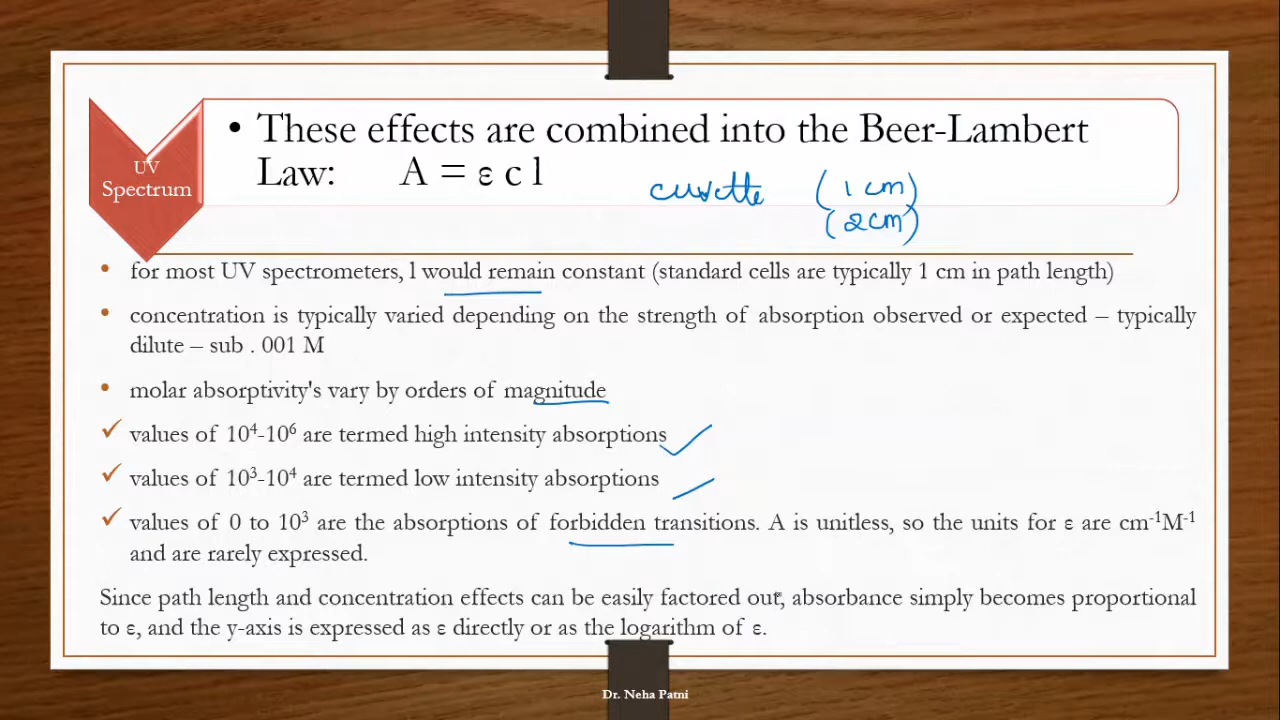 • These effects are combined into the Beer-Lambert
Law: A = ε c l
UV
Spectrum
cuvette (1 cm)
(2cm)
• for most UV spectrometers, l would remain constant (standard cells are typically 1 cm in path length)
• concentration is typically varied depending on the strength of absorption observed or expected – typically
dilute – sub . 001 M
• molar absorptivity's vary by orders of magnitude
✓ values of 10⁴-10⁶ are termed high intensity absorptions
✓ values of 10³-10⁴ are termed low intensity absorptions
✓ values of 0 to 10³ are the absorptions of forbidden transitions. A is unitless, so the units for ε are cm⁻¹M⁻¹
and are rarely expressed.
Since path length and concentration effects can be easily factored out, absorbance simply becomes proportional
to ε, and the y-axis is expressed as ε directly or as the logarithm of ε.
Dr. Neha Patni